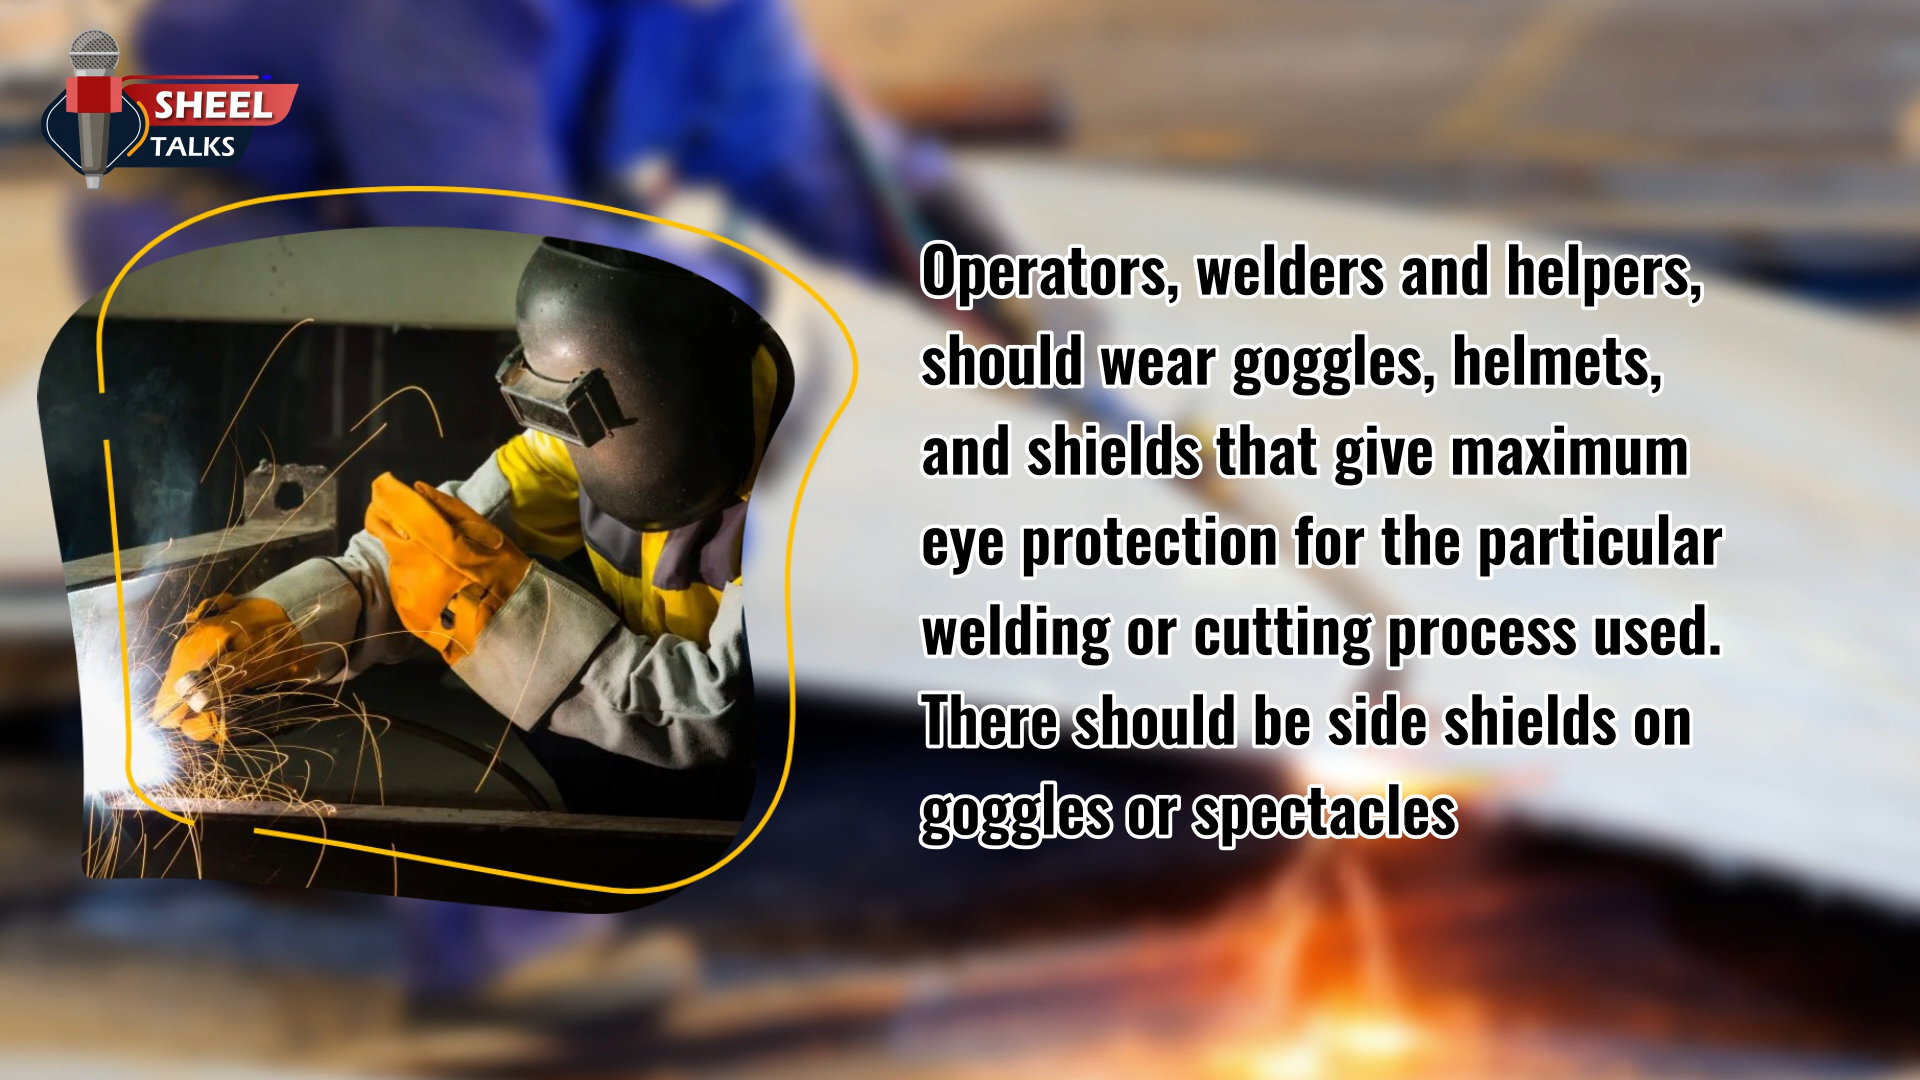 SHEEL
TALKS
Operators, welders and helpers,
should wear goggles, helmets,
and shields that give maximum
eye protection for the particular
welding or cutting process used.
There should be side shields on
goggles or spectacles